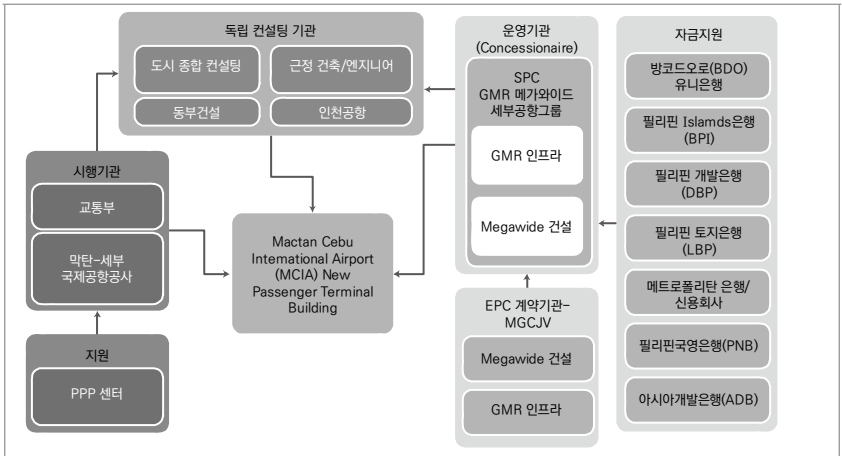 독립 컨설팅 기관
도시 종합 컨설팅
근정 건축/엔지니어
동부건설
인천공항
시행기관
교통부
막탄-세부
국제공항공사
지원
PPP 센터
Mactan Cebu
International Airport
(MCIA) New
Passenger Terminal
Building
운영기관
(Concessionaire)
SPC
GMR 메가와이드
세부공항그룹
GMR 인프라
Megawide 건설
EPC 계약기관-
MGCJV
Megawide 건설
GMR 인프라
자금지원
방코드오로(BDO)
유니은행
필리핀 Islamds은행
(BPI)
필리핀 개발은행
(DBP)
필리핀 토지은행
(LBP)
메트로폴리탄 은행/
신용회사
필리핀국영은행(PNB)
아시아개발은행(ADB)